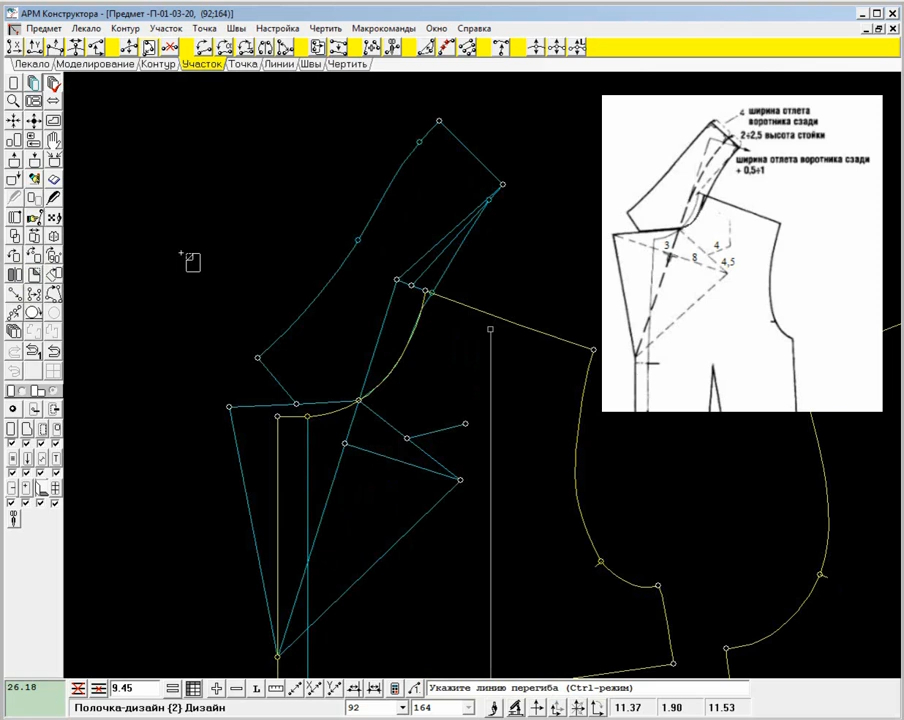 АРМ Конструктора - [Предмет -П-01-03-20, (92;164)]
Предмет Лекало Контур Участок Точка Швы Настройка Чертить Макрокоманды Окно Справка
Лекало Моделирование Контур Участок Точка Линии Швы Чертить
4 ширина отлета
воротника сзади
2÷2,5 высота стойки
ширина отлета воротника сзади
+ 0,5÷1
3
8
4
4,5
26.18
9.45
L
Укажите линию перегиба (Ctrl-режим)
Полочка-дизайн {2} Дизайн
92
164
11.37 1.90 11.53